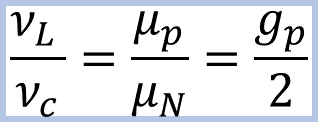 ν_L/ν_c = μ_p/μ_N = g_p/2